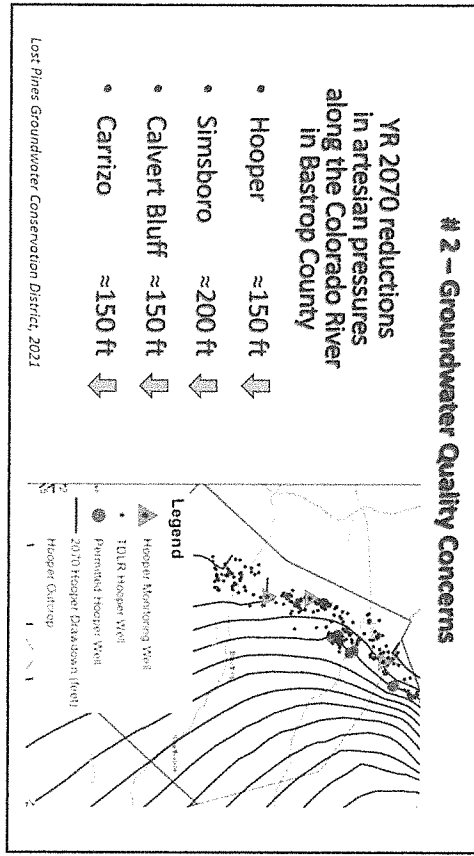 # 2 – Groundwater Quality Concerns
YR 2070 reductions
in artesian pressures
along the Colorado River
in Bastrop County
• Hooper ≈150 ft
• Simsboro ≈200 ft
• Calvert Bluff ≈150 ft
• Carrizo ≈150 ft
Legend
Hooper Monitoring Well
TDLR Hooper Well
Permitted Hooper Well
2070 Hooper Drawdown (feet)
Hooper Outcrop
Lost Pines Groundwater Conservation District, 2021